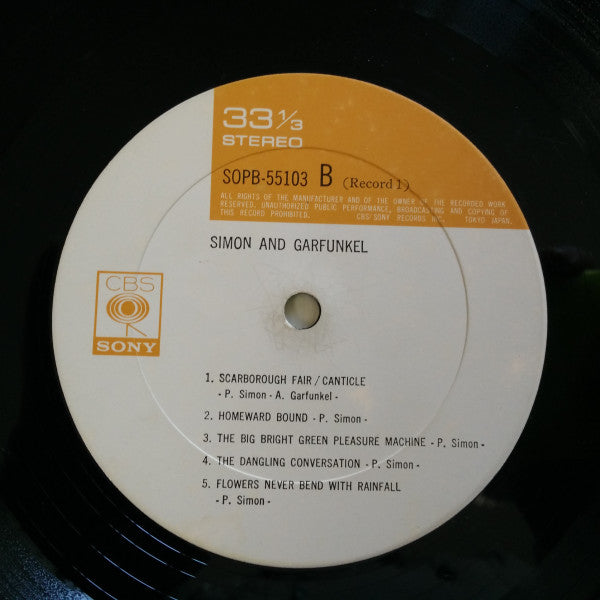 33 1/3
STEREO
SOPB-55103 B (Record 1)
ALL RIGHTS OF THE MANUFACTURER AND OF THE OWNER OF THE RECORDED WORK
RESERVED. UNAUTHORIZED PUBLIC PERFORMANCE, BROADCASTING AND COPYING OF
THIS RECORD PROHIBITED. CBS/SONY RECORDS INC. TOKYO JAPAN.
SIMON AND GARFUNKEL
CBS
SONY
1. SCARBOROUGH FAIR / CANTICLE
- P. Simon - A. Garfunkel -
2. HOMEWARD BOUND - P. Simon -
3. THE BIG BRIGHT GREEN PLEASURE MACHINE - P. Simon -
4. THE DANGLING CONVERSATION - P. Simon -
5. FLOWERS NEVER BEND WITH RAINFALL
- P. Simon -